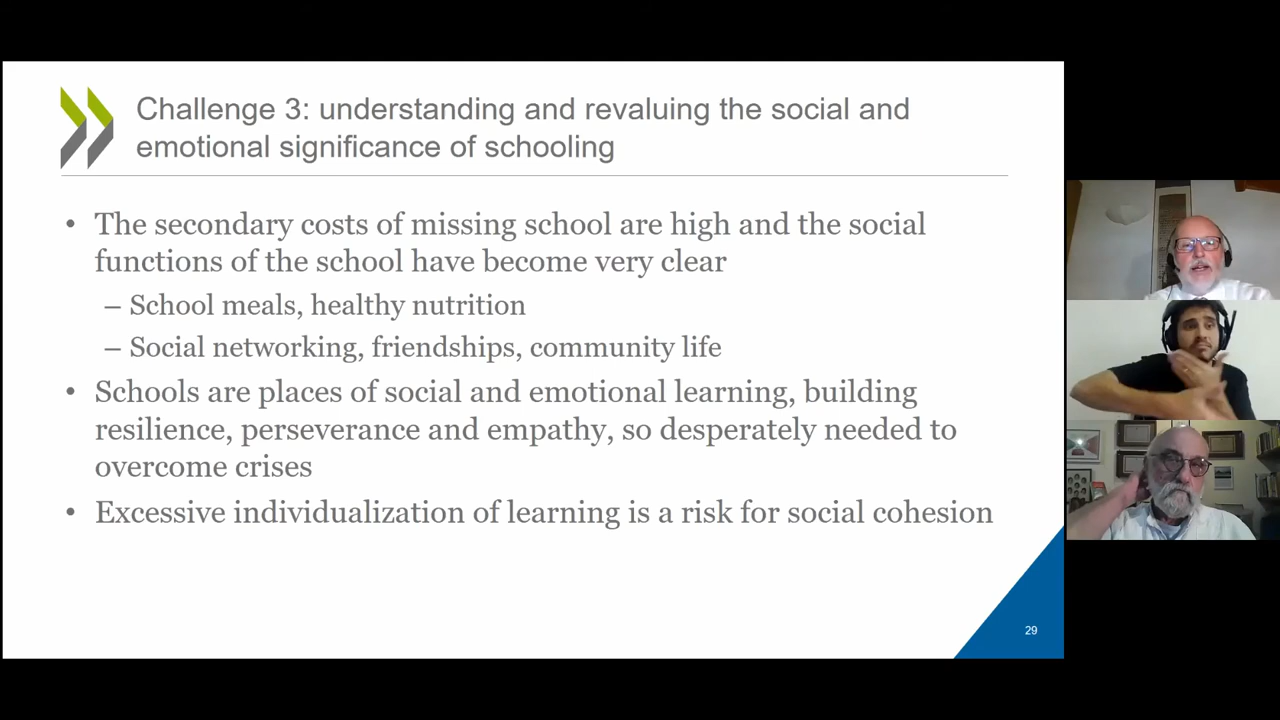 Challenge 3: understanding and revaluing the social and
emotional significance of schooling
• The secondary costs of missing school are high and the social
functions of the school have become very clear
– School meals, healthy nutrition
– Social networking, friendships, community life
• Schools are places of social and emotional learning, building
resilience, perseverance and empathy, so desperately needed to
overcome crises
• Excessive individualization of learning is a risk for social cohesion
29